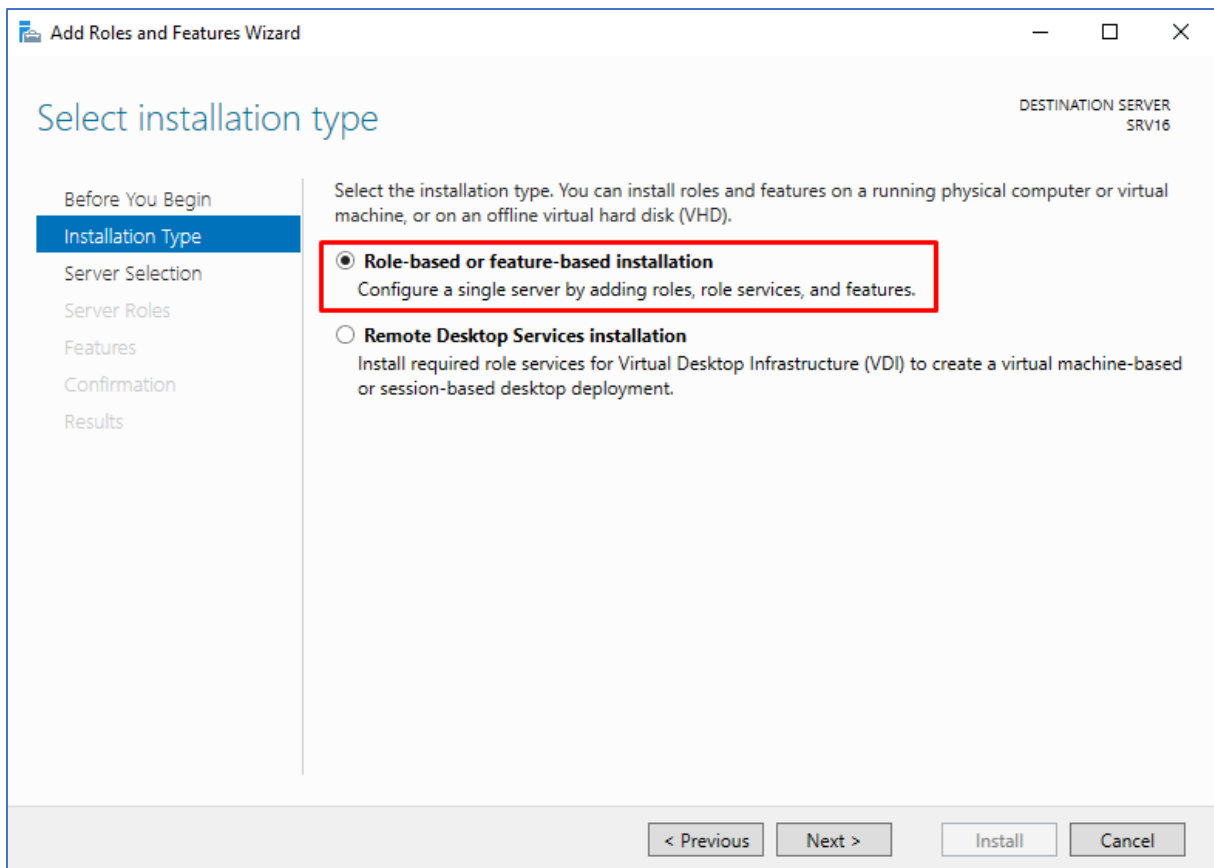 Add Roles and Features Wizard
Select installation type
DESTINATION SERVER
SRV16
Before You Begin
Installation Type
Server Selection
Server Roles
Features
Confirmation
Results
Select the installation type. You can install roles and features on a running physical computer or virtual
machine, or on an offline virtual hard disk (VHD).
Role-based or feature-based installation
Configure a single server by adding roles, role services, and features.
Remote Desktop Services installation
Install required role services for Virtual Desktop Infrastructure (VDI) to create a virtual machine-based
or session-based desktop deployment.
< Previous
Next >
Install
Cancel